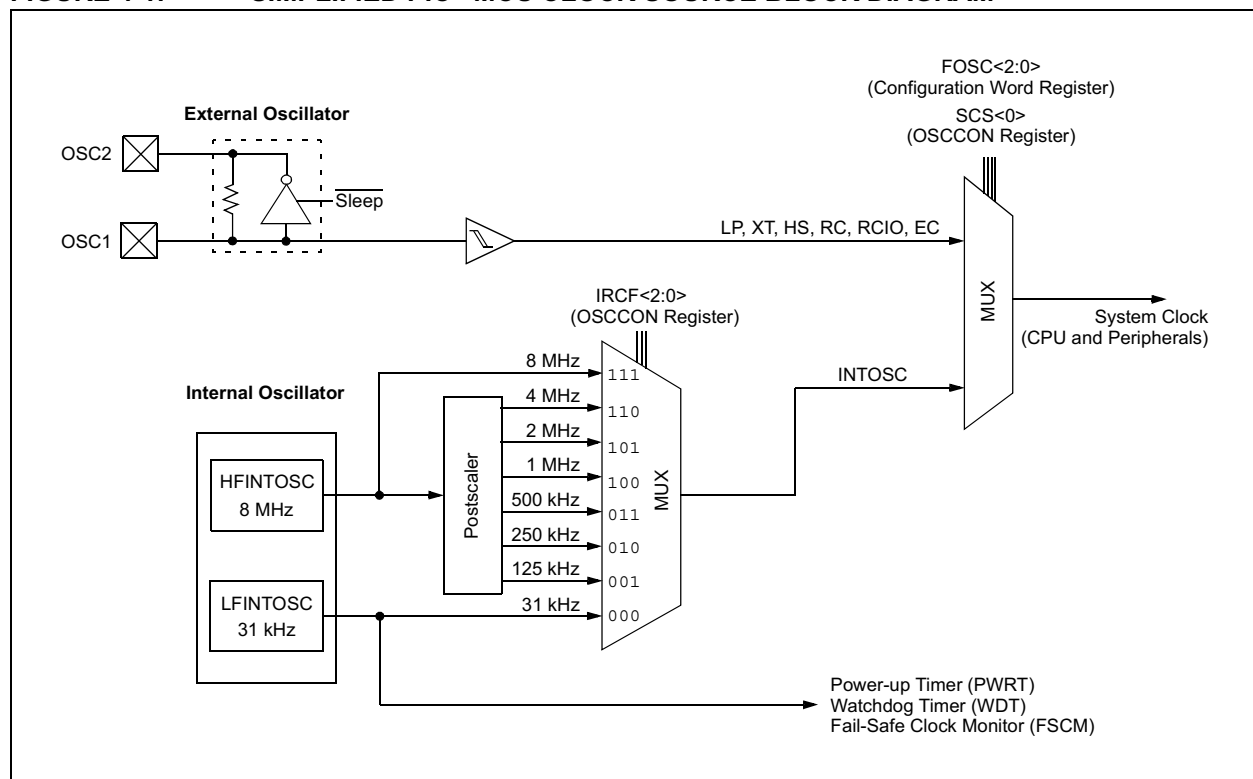 FOSC<2:0>
(Configuration Word Register)
SCS<0>
(OSCCON Register)
External Oscillator
OSC2
Sleep
OSC1
LP, XT, HS, RC, RCIO, EC
MUX
System Clock
(CPU and Peripherals)
IRCF<2:0>
(OSCCON Register)
INTOSC
Internal Oscillator
HFINTOSC
8 MHz
LFINTOSC
31 kHz
Postscaler
8 MHz
4 MHz
2 MHz
1 MHz
500 kHz
250 kHz
125 kHz
31 kHz
111
110
101
100
011
010
001
000
MUX
Power-up Timer (PWRT)
Watchdog Timer (WDT)
Fail-Safe Clock Monitor (FSCM)